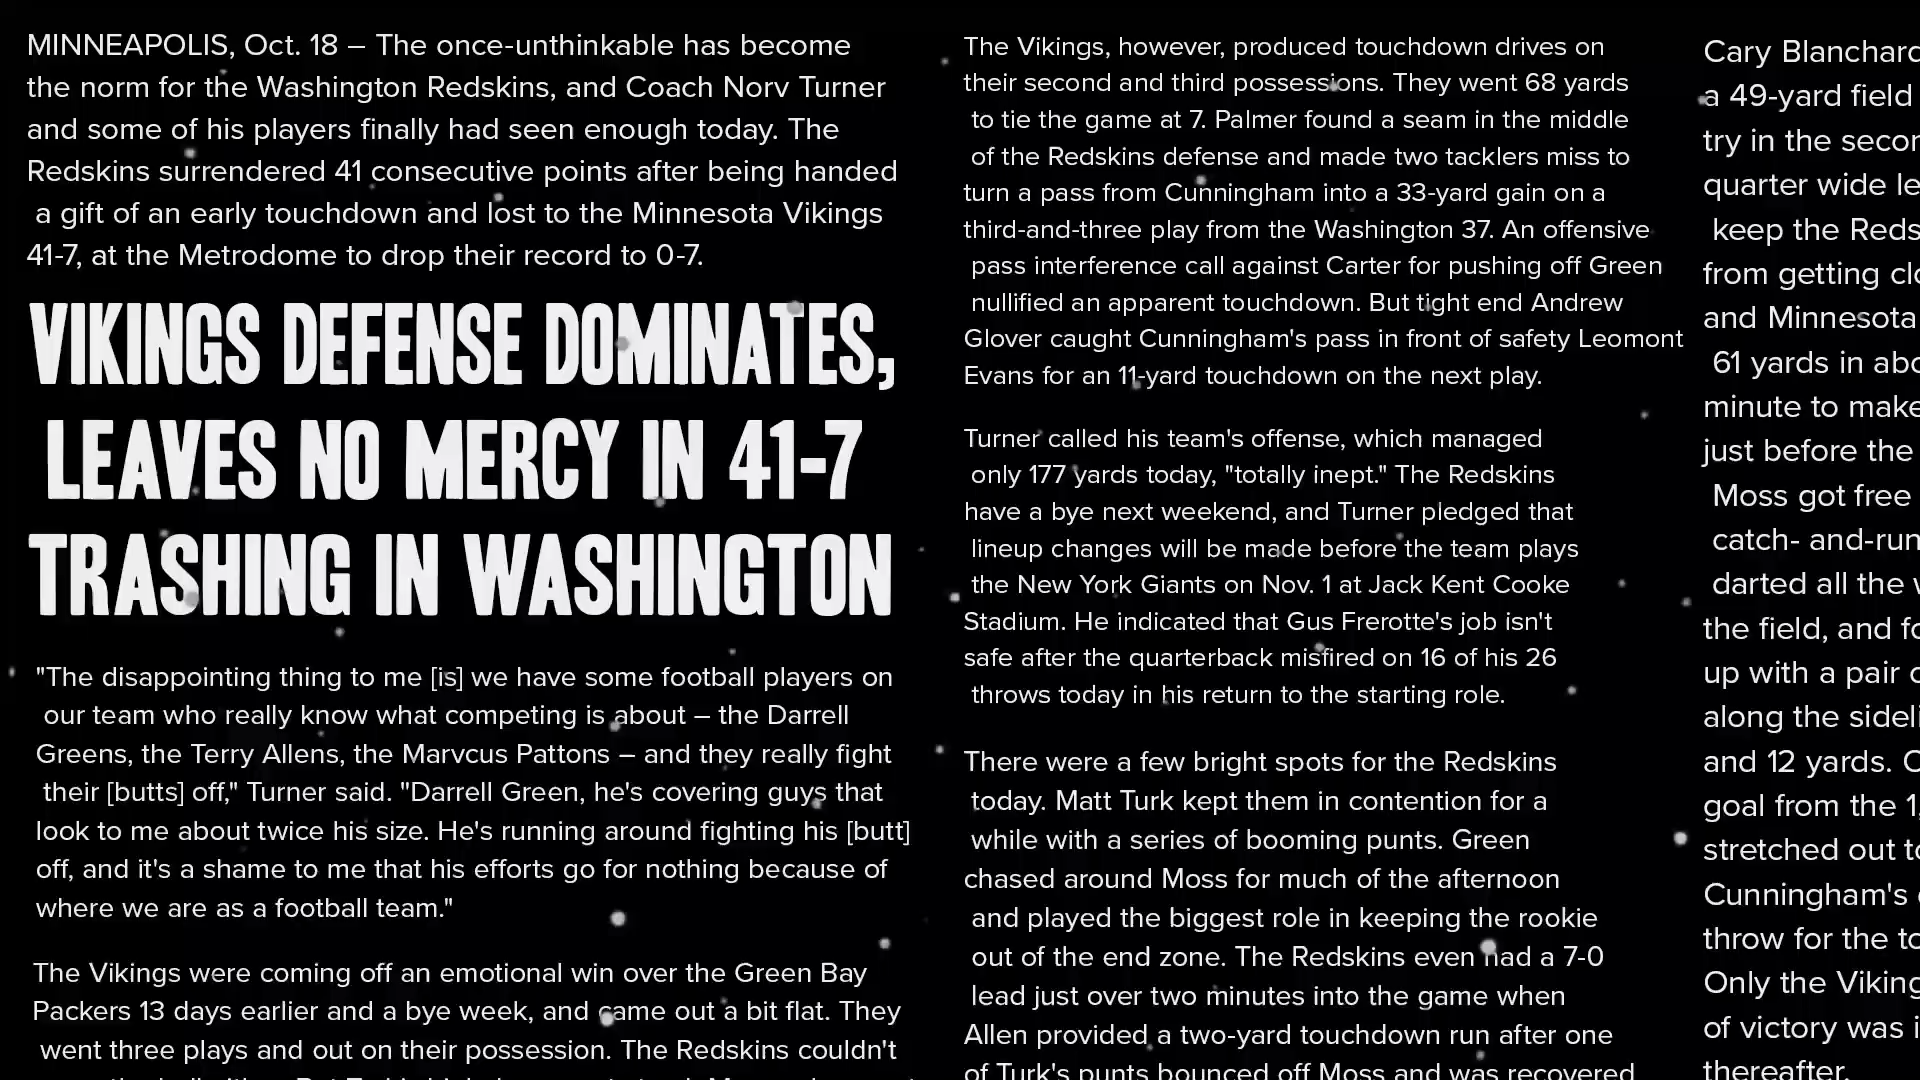 MINNEAPOLIS, Oct. 18 – The once-unthinkable has become
the norm for the Washington Redskins, and Coach Norv Turner
and some of his players finally had seen enough today. The
Redskins surrendered 41 consecutive points after being handed
a gift of an early touchdown and lost to the Minnesota Vikings
41-7, at the Metrodome to drop their record to 0-7.
VIKINGS DEFENSE DOMINATES,
LEAVES NO MERCY IN 41-7
TRASHING IN WASHINGTON
"The disappointing thing to me [is] we have some football players on
our team who really know what competing is about – the Darrell
Greens, the Terry Allens, the Marvcus Pattons – and they really fight
their [butts] off," Turner said. "Darrell Green, he's covering guys that
look to me about twice his size. He's running around fighting his [butt]
off, and it's a shame to me that his efforts go for nothing because of
where we are as a football team."
The Vikings were coming off an emotional win over the Green Bay
Packers 13 days earlier and a bye week, and came out a bit flat. They
went three plays and out on their possession. The Redskins couldn't
The Vikings, however, produced touchdown drives on
their second and third possessions. They went 68 yards
to tie the game at 7. Palmer found a seam in the middle
of the Redskins defense and made two tacklers miss to
turn a pass from Cunningham into a 33-yard gain on a
third-and-three play from the Washington 37. An offensive
pass interference call against Carter for pushing off Green
nullified an apparent touchdown. But tight end Andrew
Glover caught Cunningham's pass in front of safety Leomont
Evans for an 11-yard touchdown on the next play.
Turner called his team's offense, which managed
only 177 yards today, "totally inept." The Redskins
have a bye next weekend, and Turner pledged that
lineup changes will be made before the team plays
the New York Giants on Nov. 1 at Jack Kent Cooke
Stadium. He indicated that Gus Frerotte's job isn't
safe after the quarterback misfired on 16 of his 26
throws today in his return to the starting role.
There were a few bright spots for the Redskins
today. Matt Turk kept them in contention for a
while with a series of booming punts. Green
chased around Moss for much of the afternoon
and played the biggest role in keeping the rookie
out of the end zone. The Redskins even had a 7-0
lead just over two minutes into the game when
Allen provided a two-yard touchdown run after one
of Turk's punts bounced off Moss and was recovered
Cary Blanchard
a 49-yard field
try in the secon
quarter wide le
keep the Reds
from getting clo
and Minnesota
61 yards in abo
minute to make
just before the
Moss got free
catch- and-run
darted all the w
the field, and fo
up with a pair o
along the sideli
and 12 yards.
goal from the 1,
stretched out to
Cunningham's
throw for the to
Only the Viking
of victory was i
thereafter.